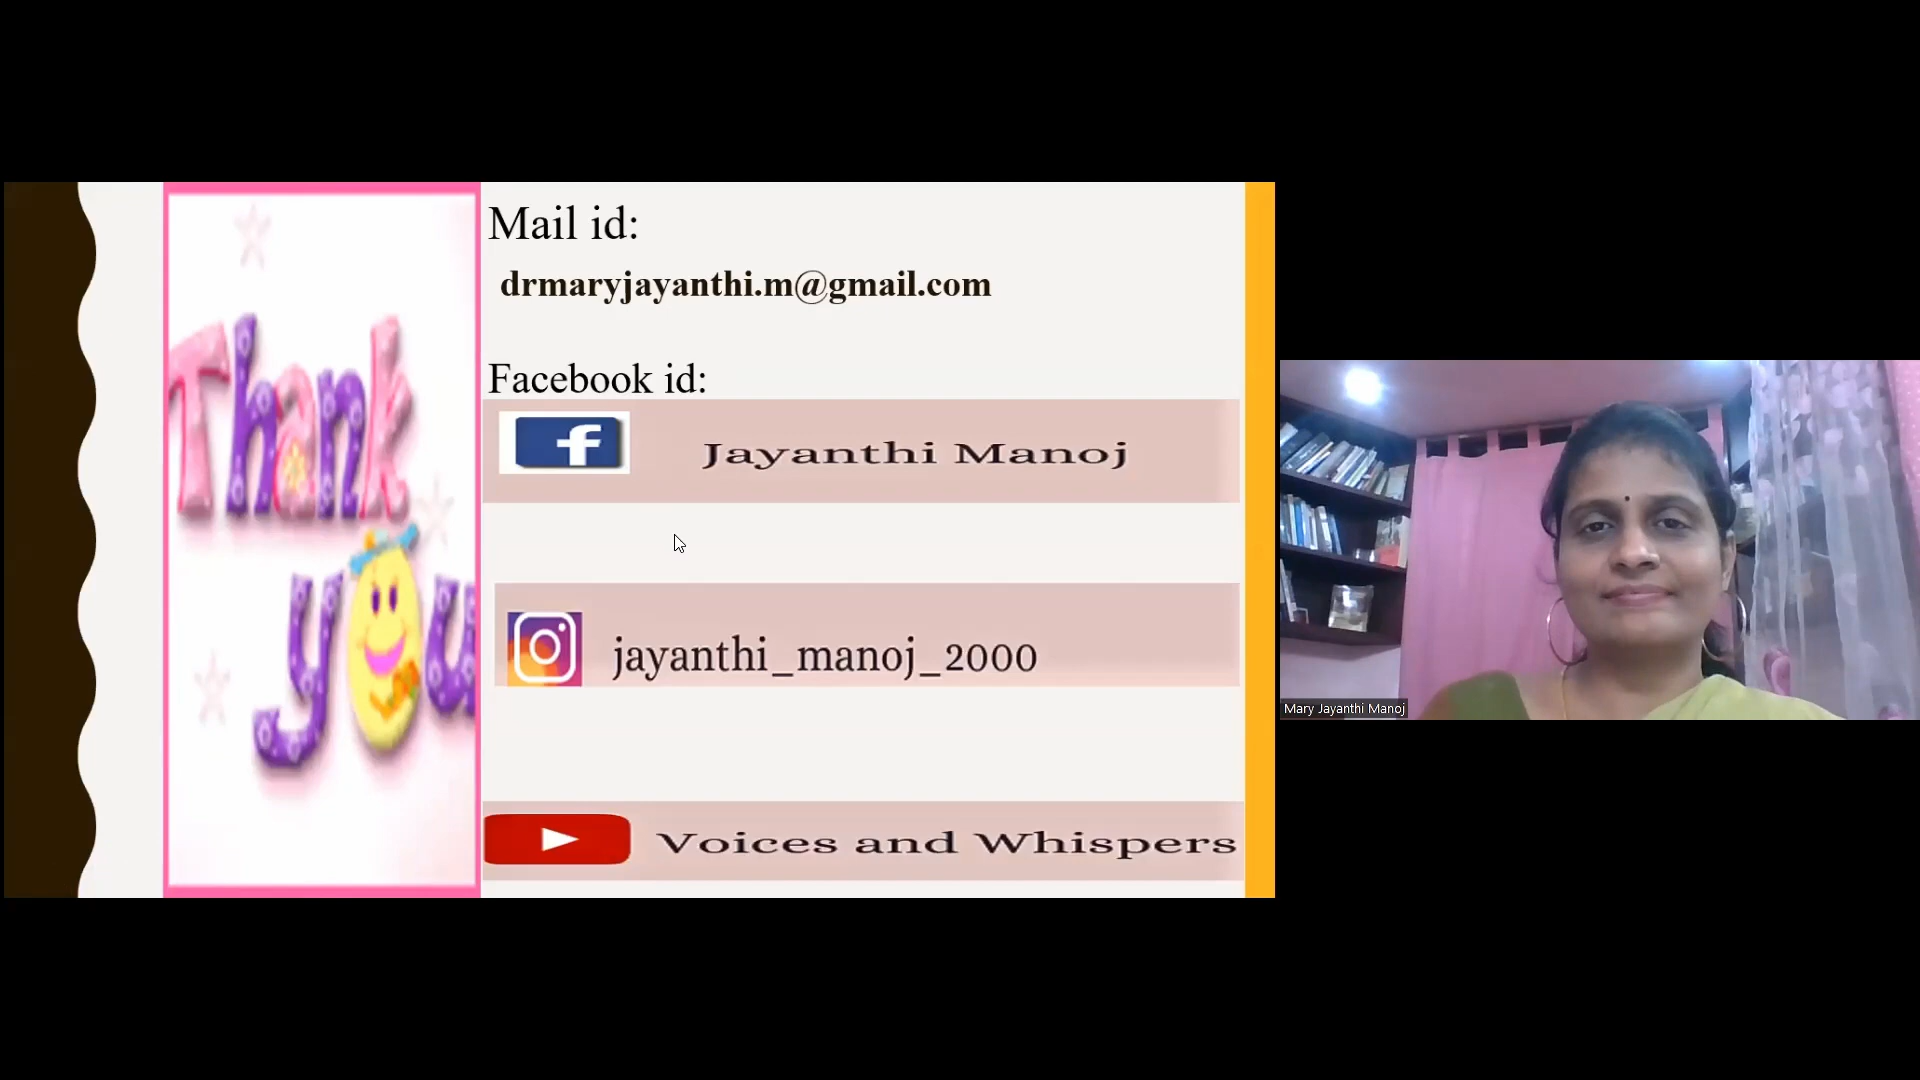 Thank
you
Mail id:
drmaryjayanthi.m@gmail.com
Facebook id:
f Jayanthi Manoj
jayanthi_manoj_2000
Voices and Whispers
Mary Jayanthi Manoj